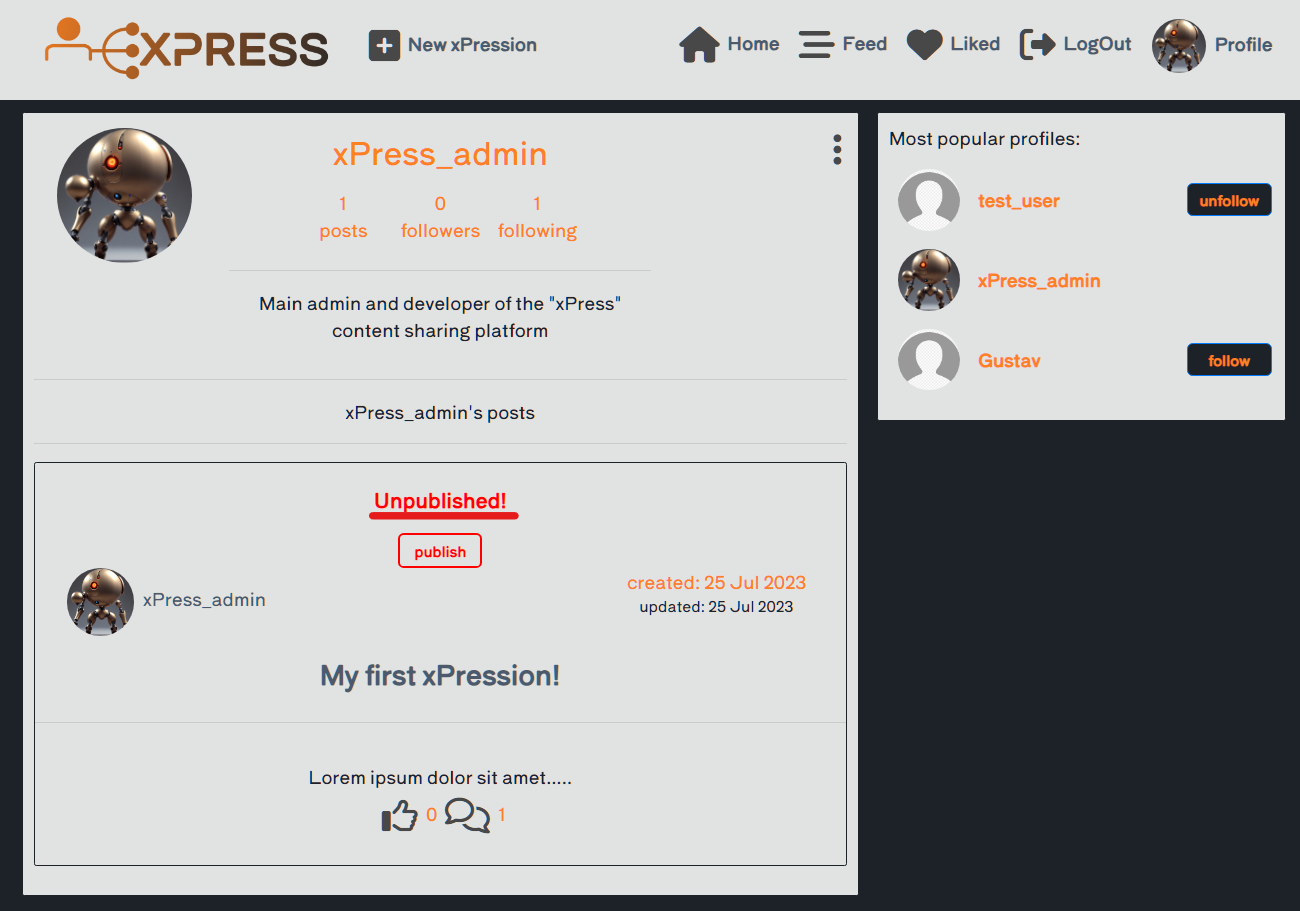 XPRESS
New xPression
Home
Feed
Liked
LogOut
Profile
xPress_admin
1
0
1
posts
followers
following
Main admin and developer of the "xPress"
content sharing platform
xPress_admin's posts
Unpublished!
publish
xPress_admin
created: 25 Jul 2023
updated: 25 Jul 2023
My first xPression!
Lorem ipsum dolor sit amet.....
0
1
Most popular profiles:
test_user
unfollow
xPress_admin
Gustav
follow